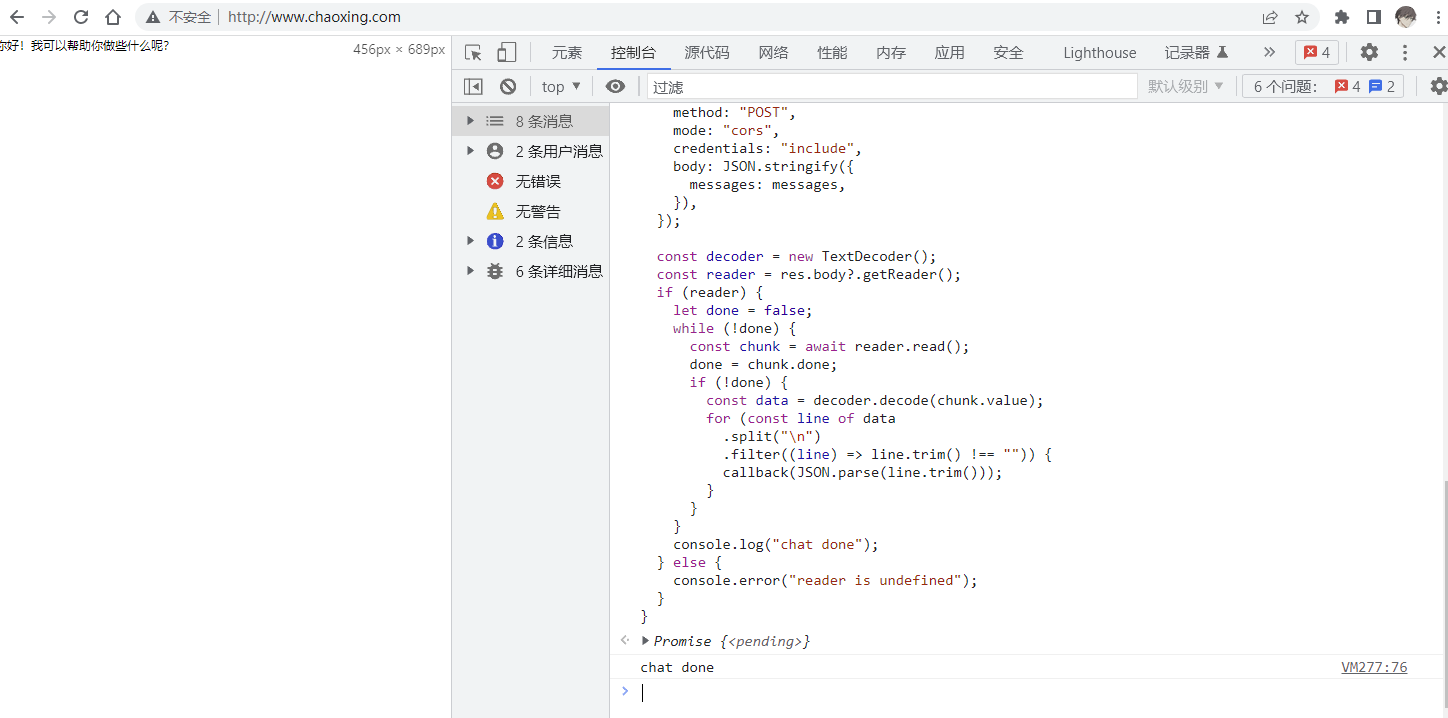 不安全 | http://www.chaoxing.com
你好！我可以帮助你做些什么呢?
456px × 689px
元素 控制台 源代码 网络 性能 内存 应用 安全 Lighthouse 记录器 » 4
top ▼ 过滤 默认级别 ▼ 6 个问题: 4 2
8 条消息
2 条用户消息
无错误
无警告
2 条信息
6 条详细消息
method: "POST",
mode: "cors",
credentials: "include",
body: JSON.stringify({
messages: messages,
}),
});
const decoder = new TextDecoder();
const reader = res.body?.getReader();
if (reader) {
let done = false;
while (!done) {
const chunk = await reader.read();
done = chunk.done;
if (!done) {
const data = decoder.decode(chunk.value);
for (const line of data
.split("\n")
.filter((line) => line.trim() !== "")) {
callback(JSON.parse(line.trim()));
}
}
}
console.log("chat done");
} else {
console.error("reader is undefined");
}
}
Promise {<pending>}
chat done VM277:76